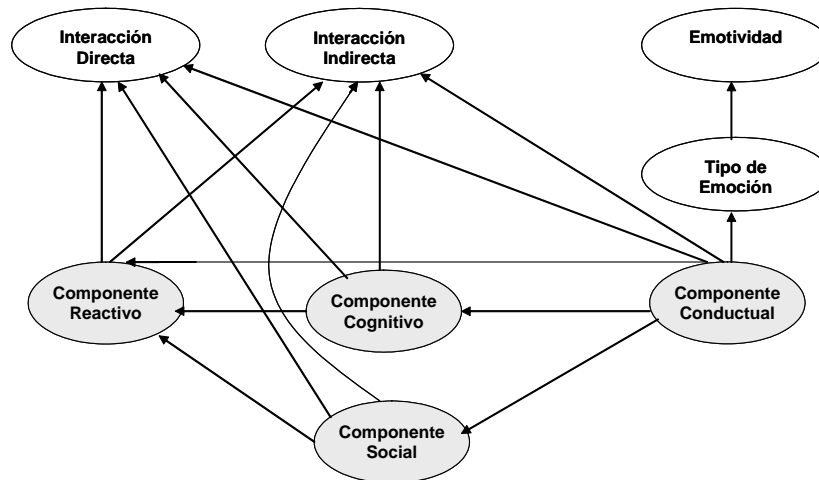 Interacción
Directa
Interacción
Indirecta
Emotividad
Tipo de
Emoción
Componente
Reactivo
Componente
Cognitivo
Componente
Conductual
Componente
Social